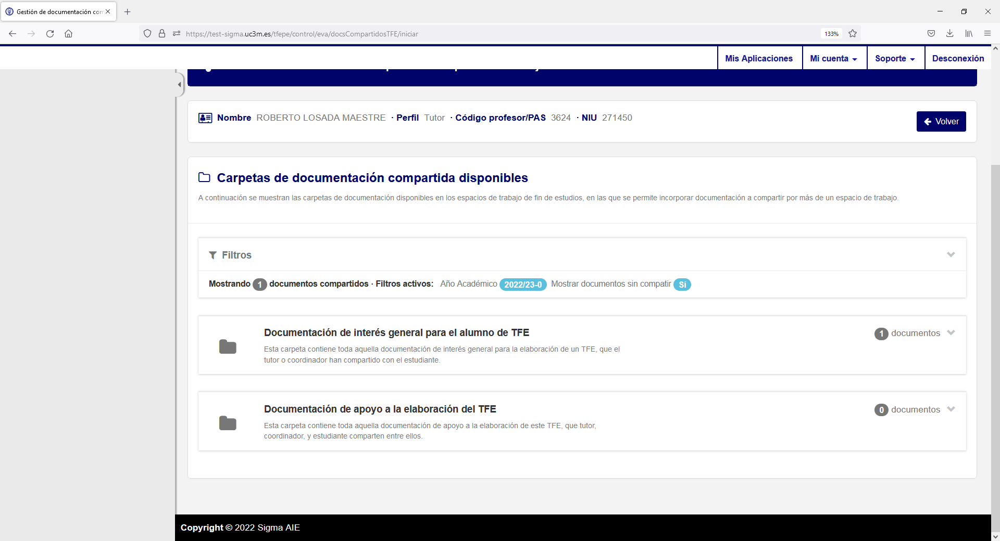 Gestión de documentación con
https://test-sigma.uc3m.es/tfepe/control/eva/docsCompartidosTFE/iniciar
133%
Mis Aplicaciones
Mi cuenta
Soporte
Desconexión
Nombre ROBERTO LOSADA MAESTRE · Perfil Tutor · Código profesor/PAS 3624 · NIU 271450
Volver
Carpetas de documentación compartida disponibles
A continuación se muestran las carpetas de documentación disponibles en los espacios de trabajo de fin de estudios, en las que se permite incorporar documentación a compartir por más de un espacio de trabajo.
Filtros
Mostrando 1 documentos compartidos · Filtros activos: Año Académico 2022/23-0 Mostrar documentos sin compatir Sí
Documentación de interés general para el alumno de TFE
1 documentos
Esta carpeta contiene toda aquella documentación de interés general para la elaboración de un TFE, que el
tutor o coordinador han compartido con el estudiante.
Documentación de apoyo a la elaboración del TFE
0 documentos
Esta carpeta contiene toda aquella documentación de apoyo a la elaboración de este TFE, que tutor,
coordinador, y estudiante comparten entre ellos.
Copyright © 2022 Sigma AIE